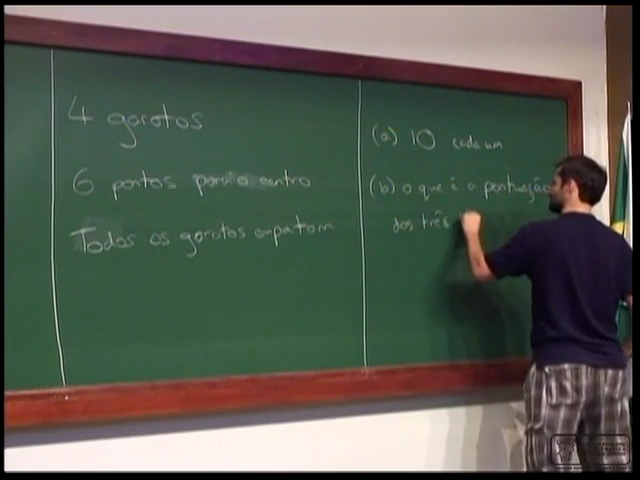 4 garotos
6 pontos para o centro
Todos os garotos empatam
(a) 10 cada um
(b) o que é a pontuação
dos três